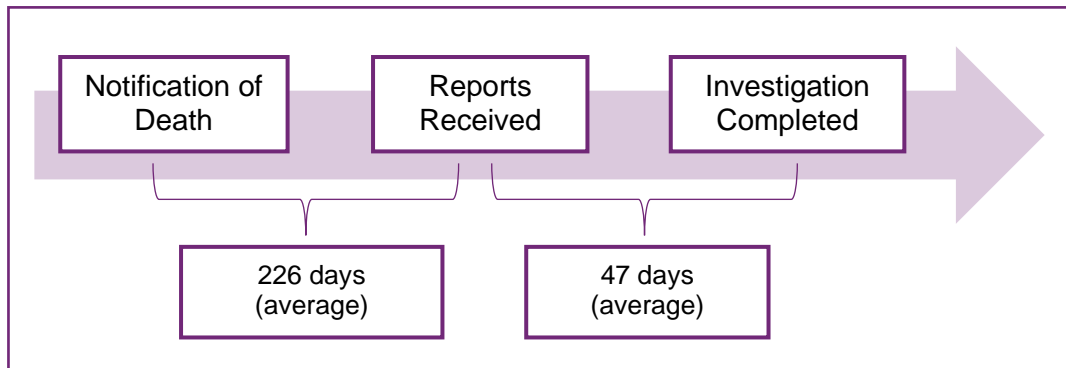 Notification of
Death
Reports
Received
Investigation
Completed
226 days
(average)
47 days
(average)